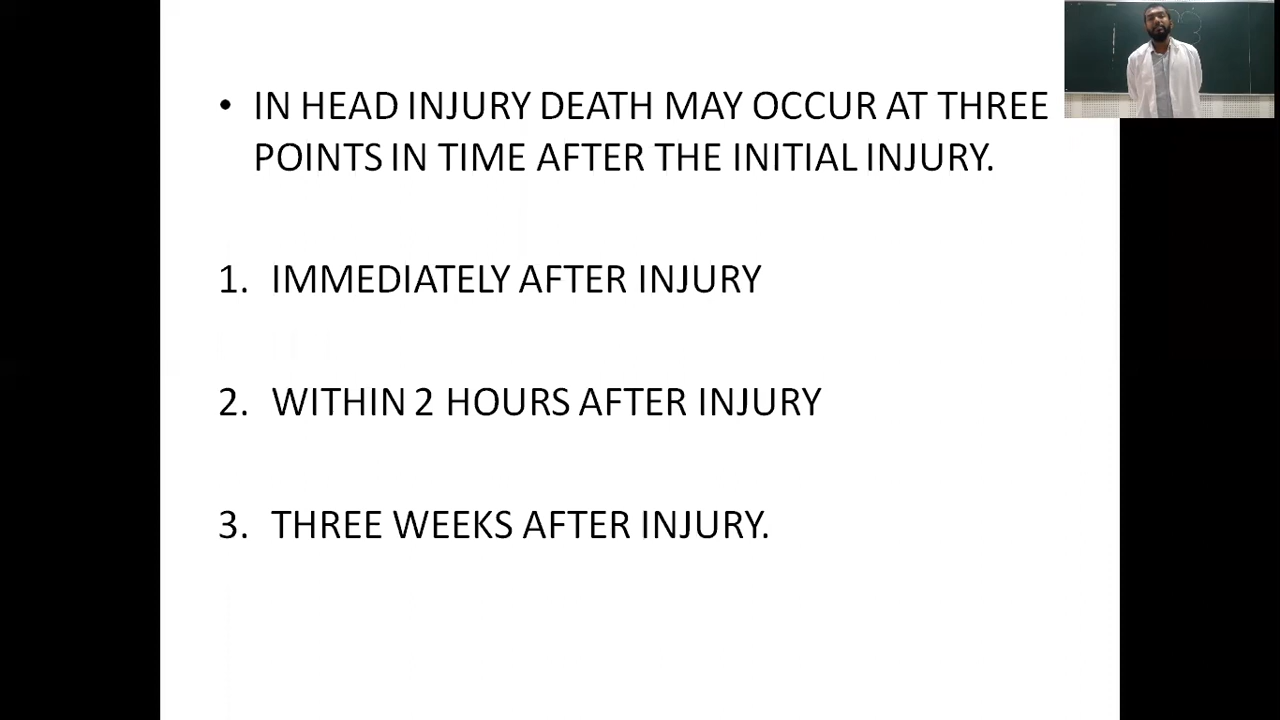 • IN HEAD INJURY DEATH MAY OCCUR AT THREE
POINTS IN TIME AFTER THE INITIAL INJURY.
1. IMMEDIATELY AFTER INJURY
2. WITHIN 2 HOURS AFTER INJURY
3. THREE WEEKS AFTER INJURY.